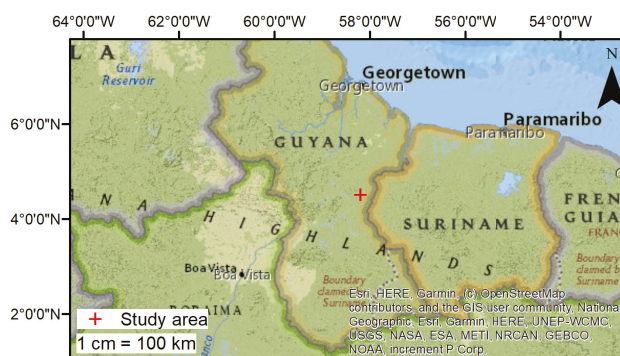 64°0'0"W 62°0'0"W 60°0'0"W 58°0'0"W 56°0'0"W 54°0'0"W
L A
Guri
Reservoir
Georgetown
Georgetown
N
6°0'0"N
Paramaribo
Paramaribo
GUYANA
4°0'0"N
A N A H I G H L A N D S
SURINAME
FREN
GUIA
FRANC
Boa Vista
Boa Vista
Boundary
claimed by
Suriname
Boundary
claimed b
Surinam
RORAIMA
2°0'0"N
Study area
1 cm = 100 km
Esri, HERE, Garmin, (c) OpenStreetMap
contributors, and the GIS user community, National
Geographic, Esri, Garmin, HERE, UNEP-WCMC,
USGS, NASA, ESA, METI, NRCAN, GEBCO,
NOAA, increment P Corp.